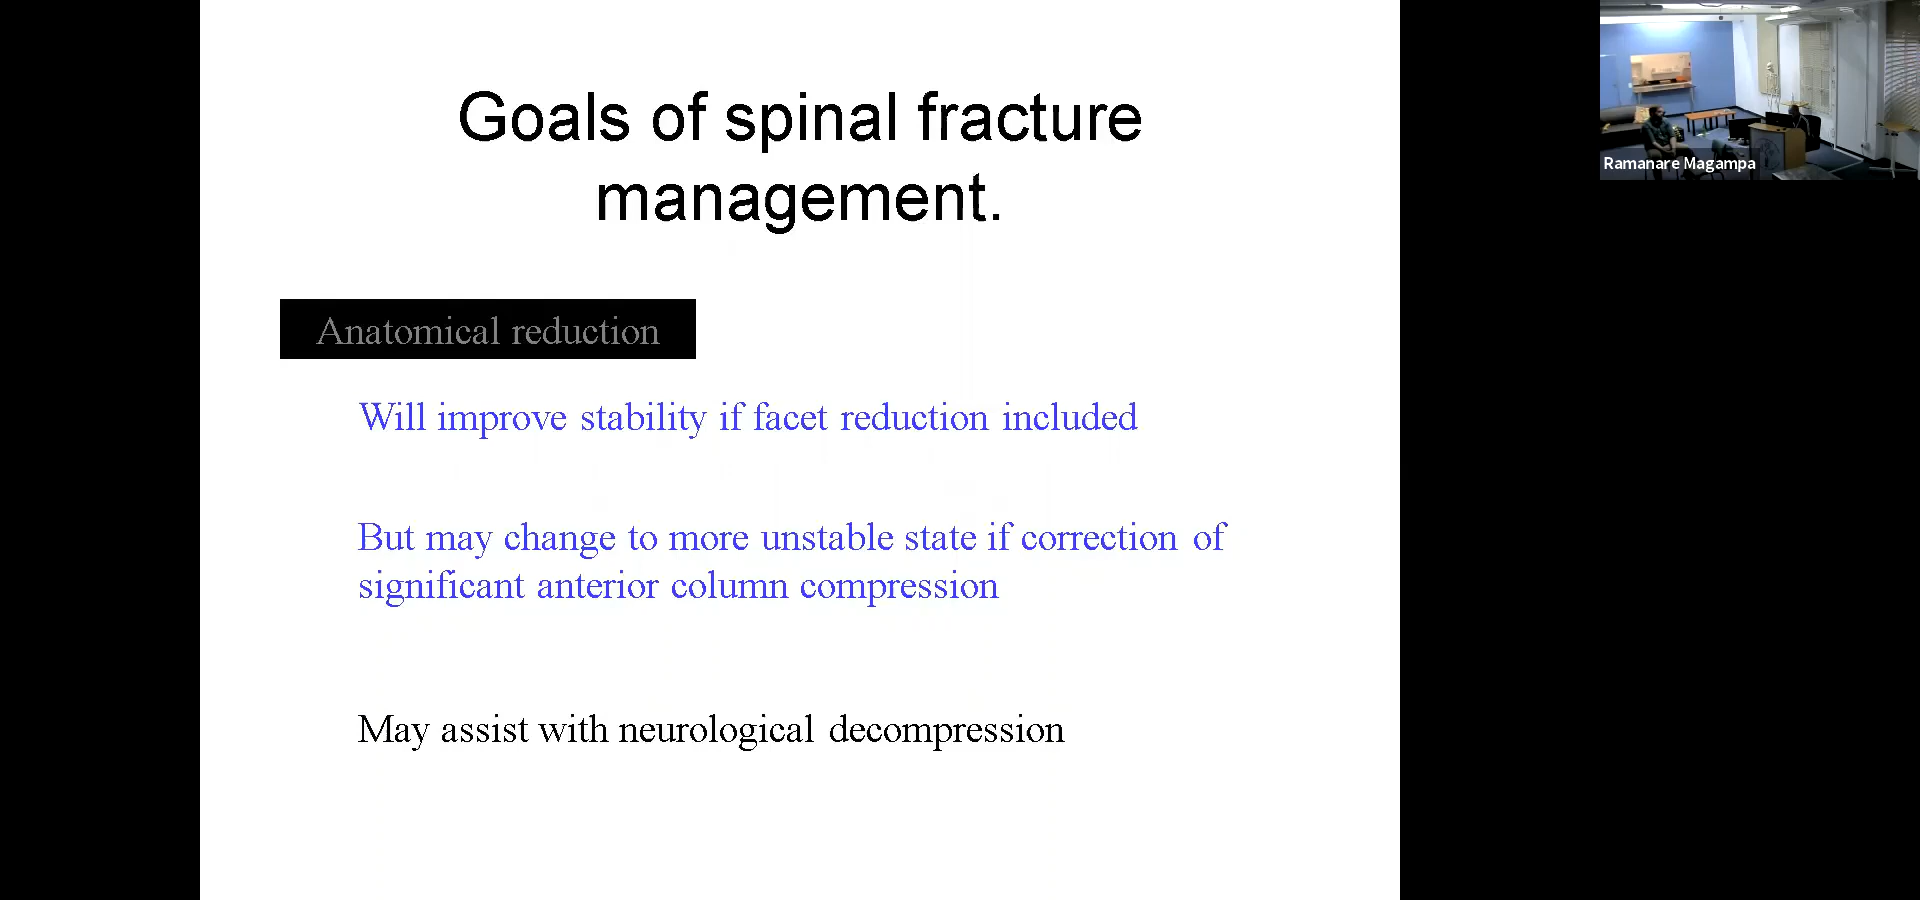 Goals of spinal fracture
management.
Anatomical reduction
Will improve stability if facet reduction included
But may change to more unstable state if correction of
significant anterior column compression
May assist with neurological decompression
Ramanare Magampa